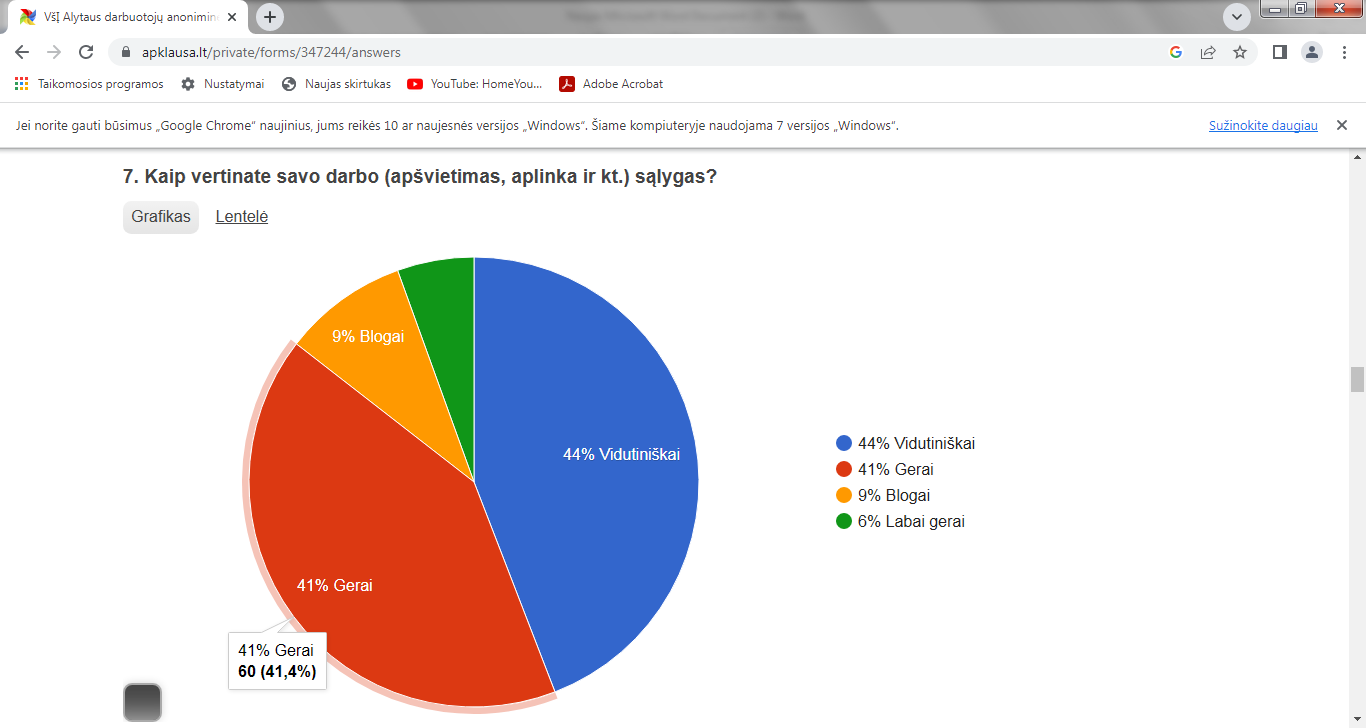 VšĮ Alytaus darbuotojų anonimin
apklausa.lt/private/forms/347244/answers
Taikomosios programos Nustatymai Naujas skirtukas YouTube: HomeYou... Adobe Acrobat
Jei norite gauti būsimus „Google Chrome“ naujinius, jums reikės 10 ar naujesnės versijos „Windows“. Šiame kompiuteryje naudojama 7 versijos „Windows“. Sužinokite daugiau
7. Kaip vertinate savo darbo (apšvietimas, aplinka ir kt.) sąlygas?
Grafikas Lentelė
9% Blogai
44% Vidutiniškai
41% Gerai
41% Gerai
60 (41,4%)
44% Vidutiniškai
41% Gerai
9% Blogai
6% Labai gerai